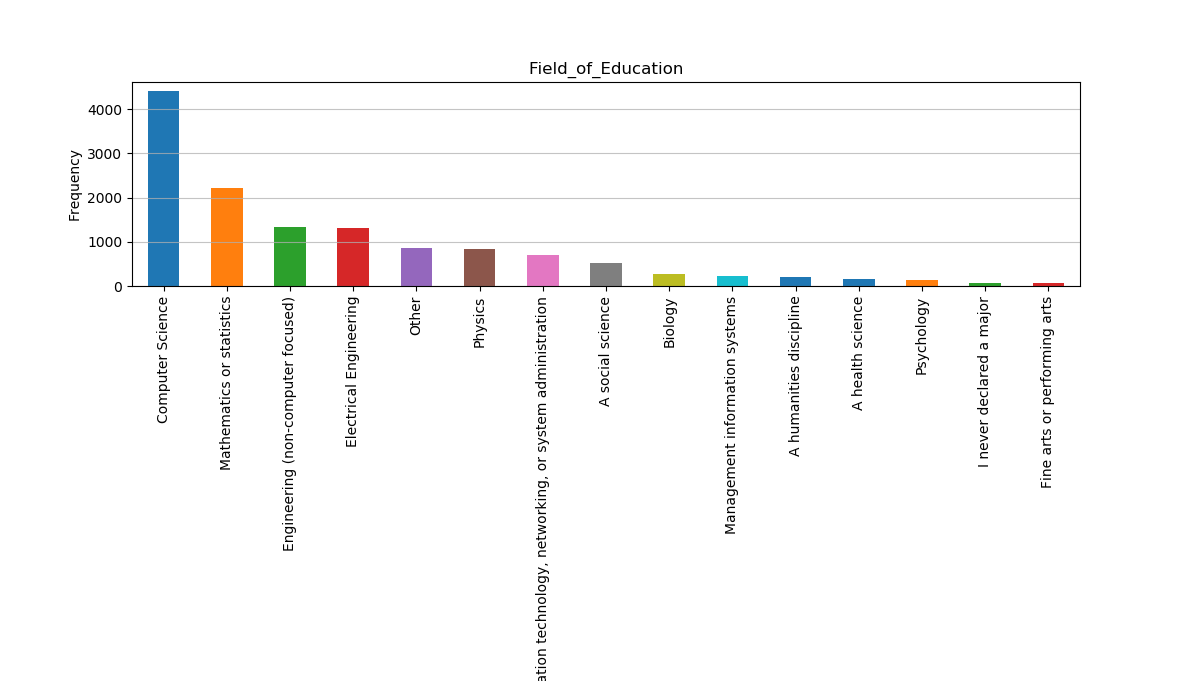 Field_of_Education
Frequency
4000
3000
2000
1000
0
Computer Science
Mathematics or statistics
Engineering (non-computer focused)
Electrical Engineering
Other
Physics
ation technology, networking, or system administration
A social science
Biology
Management information systems
A humanities discipline
A health science
Psychology
I never declared a major
Fine arts or performing arts